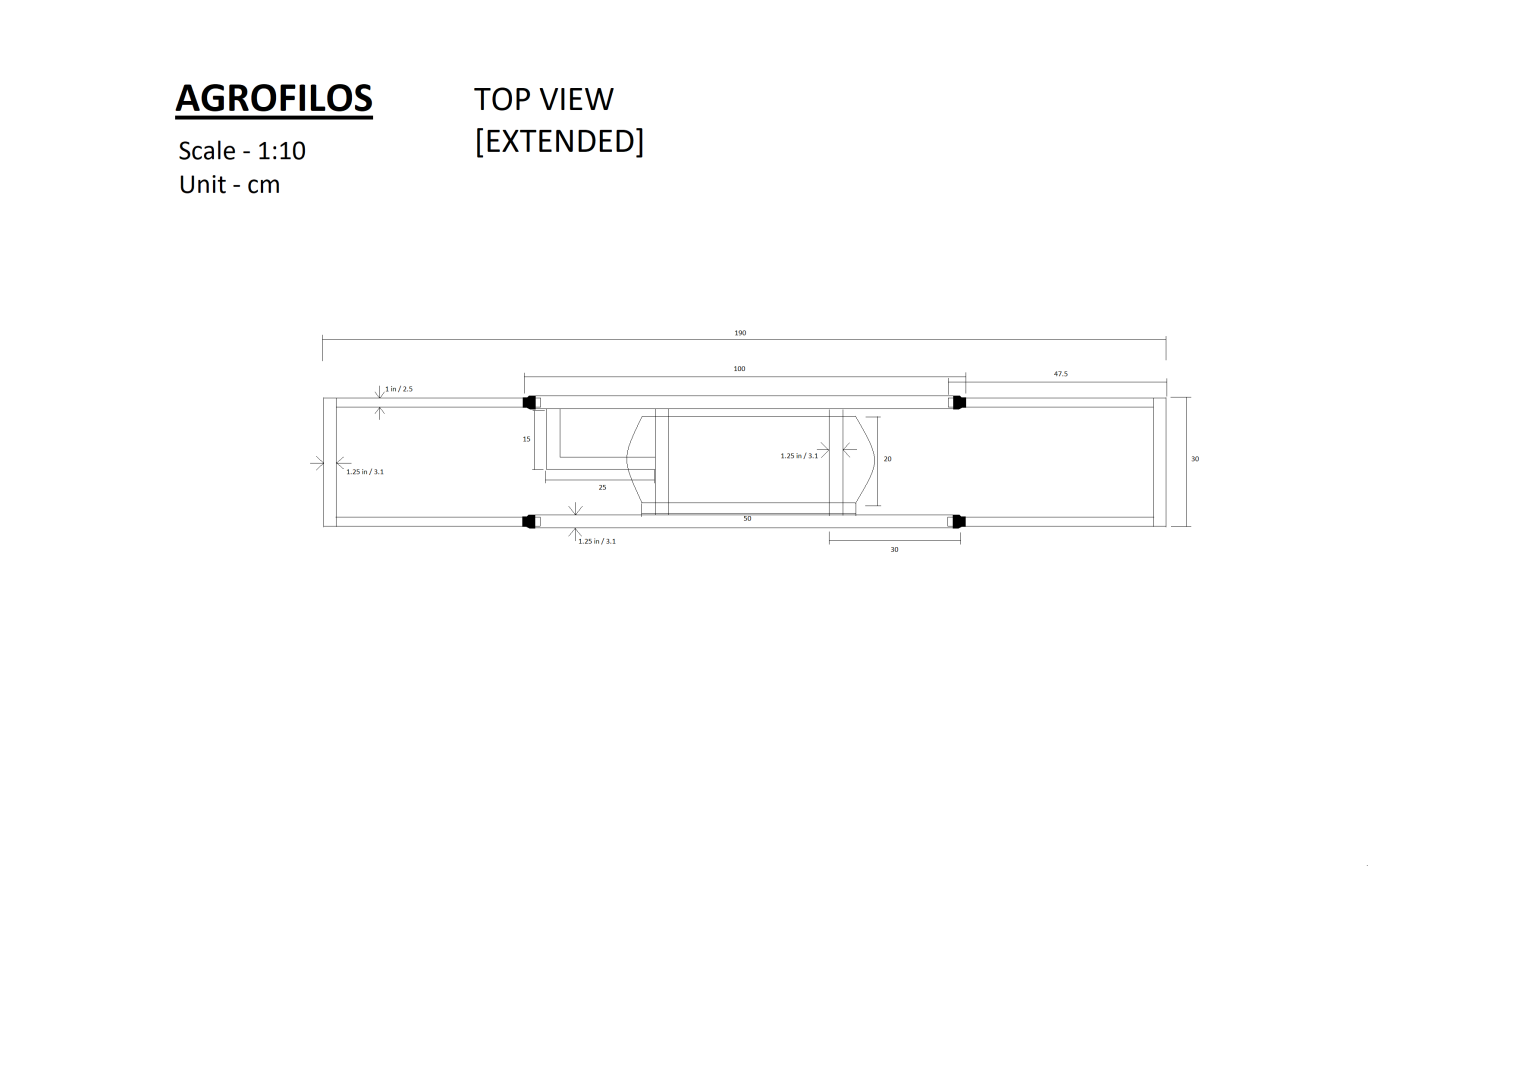 AGROFILOS
Scale - 1:10
Unit - cm
TOP VIEW
[EXTENDED]
190
100
47.5
1 in / 2.5
15
1.25 in / 3.1
20
30
1.25 in / 3.1
25
50
1.25 in / 3.1
30